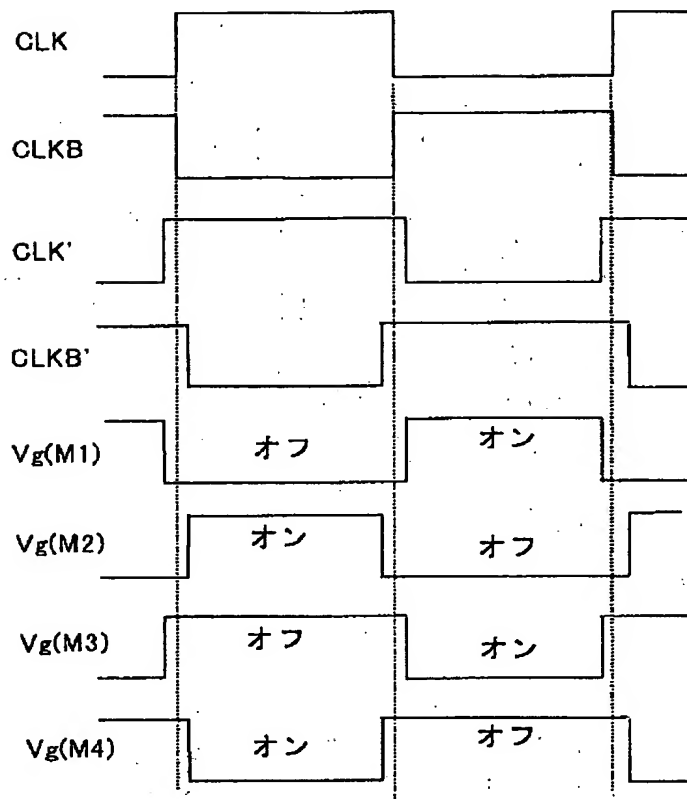 CLK
CLKB
CLK'
CLKB'
Vg(M1) オフ オン
Vg(M2) オン オフ
Vg(M3) オフ オン
Vg(M4) オン オフ